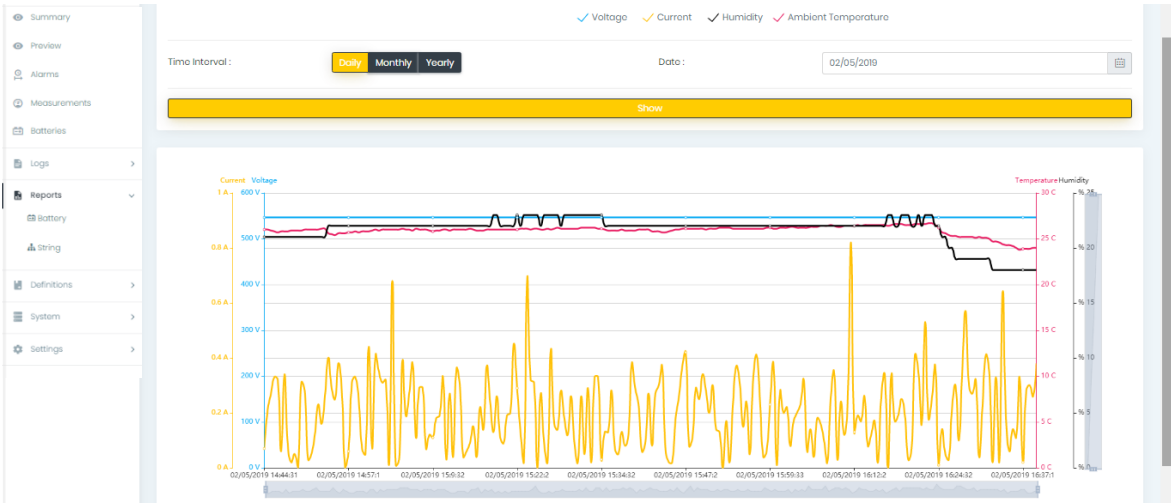 Summary
Preview
Alarms
Measurements
Batteries
Logs
Reports
Battery
String
Definitions
System
Settings
Voltage Current Humidity Ambient Temperature
Time Interval : Daily Monthly Yearly Date : 02/05/2019
Show
Current Voltage Temperature Humidity
1 A 600 V 30 C % 25
500 V
0,8 A 25 C % 20
400 V 20 C
0,6 A % 15
300 V 15 C
0,4 A % 10
200 V 10 C
0,2 A % 5
100 V 5 C
0 A 0 V 0 C % 0
02/05/2019 14:44:31 02/05/2019 14:57:1 02/05/2019 15:9:32 02/05/2019 15:22:2 02/05/2019 15:34:32 02/05/2019 15:47:2 02/05/2019 15:59:33 02/05/2019 16:12:2 02/05/2019 16:24:32 02/05/2019 16:37:1